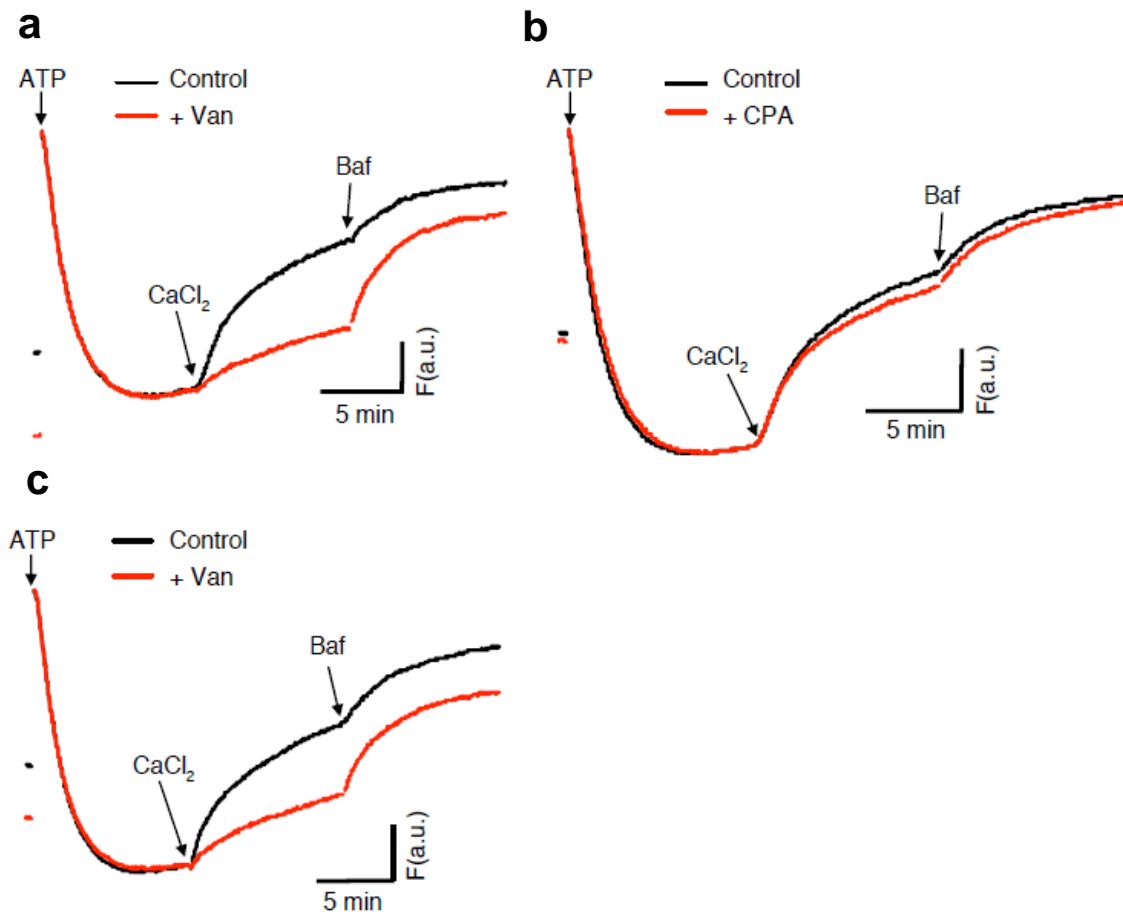 a
ATP
Control
+ Van
Baf
CaCl₂
F(a.u.)
5 min
b
ATP
Control
+ CPA
Baf
CaCl₂
F(a.u.)
5 min
c
ATP
Control
+ Van
Baf
CaCl₂
F(a.u.)
5 min